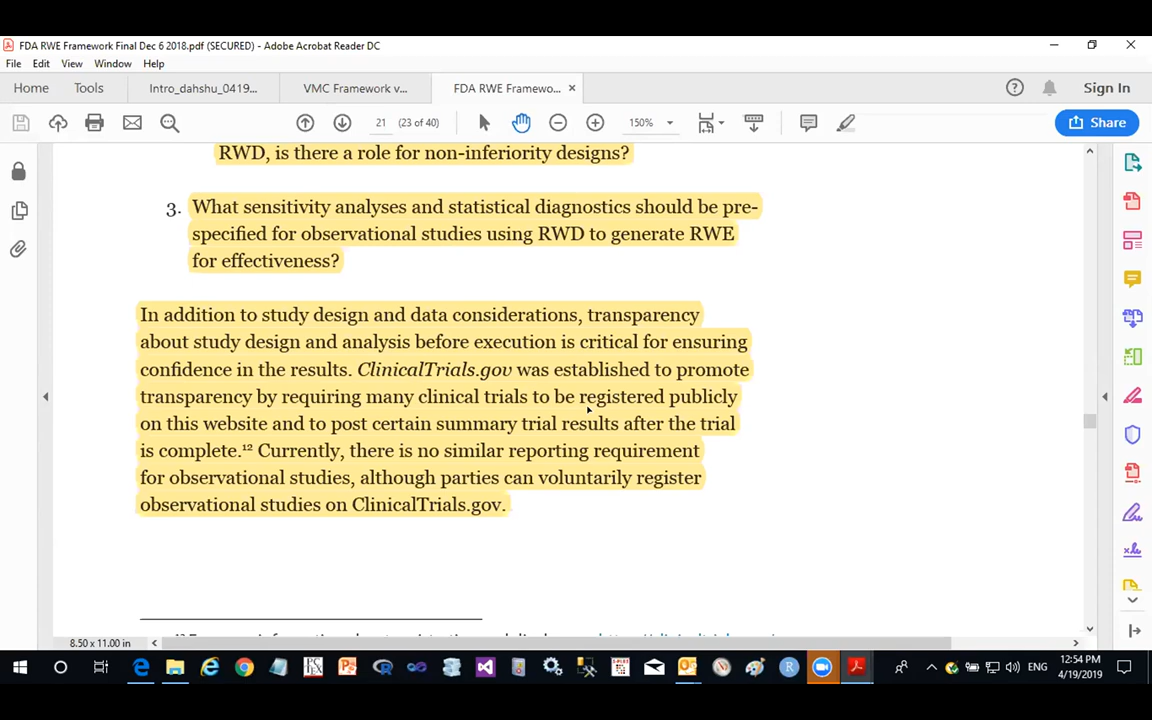 FDA RWE Framework Final Dec 6 2018.pdf (SECURED) - Adobe Acrobat Reader DC
File Edit View Window Help
Home Tools Intro_dahshu_0419... VMC Framework v... FDA RWE Framewo... ×
Sign In
21 (23 of 40) 150% Share
RWD, is there a role for non-inferiority designs?
3. What sensitivity analyses and statistical diagnostics should be pre-
specified for observational studies using RWD to generate RWE
for effectiveness?
In addition to study design and data considerations, transparency
about study design and analysis before execution is critical for ensuring
confidence in the results. ClinicalTrials.gov was established to promote
transparency by requiring many clinical trials to be registered publicly
on this website and to post certain summary trial results after the trial
is complete.¹² Currently, there is no similar reporting requirement
for observational studies, although parties can voluntarily register
observational studies on ClinicalTrials.gov.
8.50 x 11.00 in
ENG
12:54 PM
4/19/2019